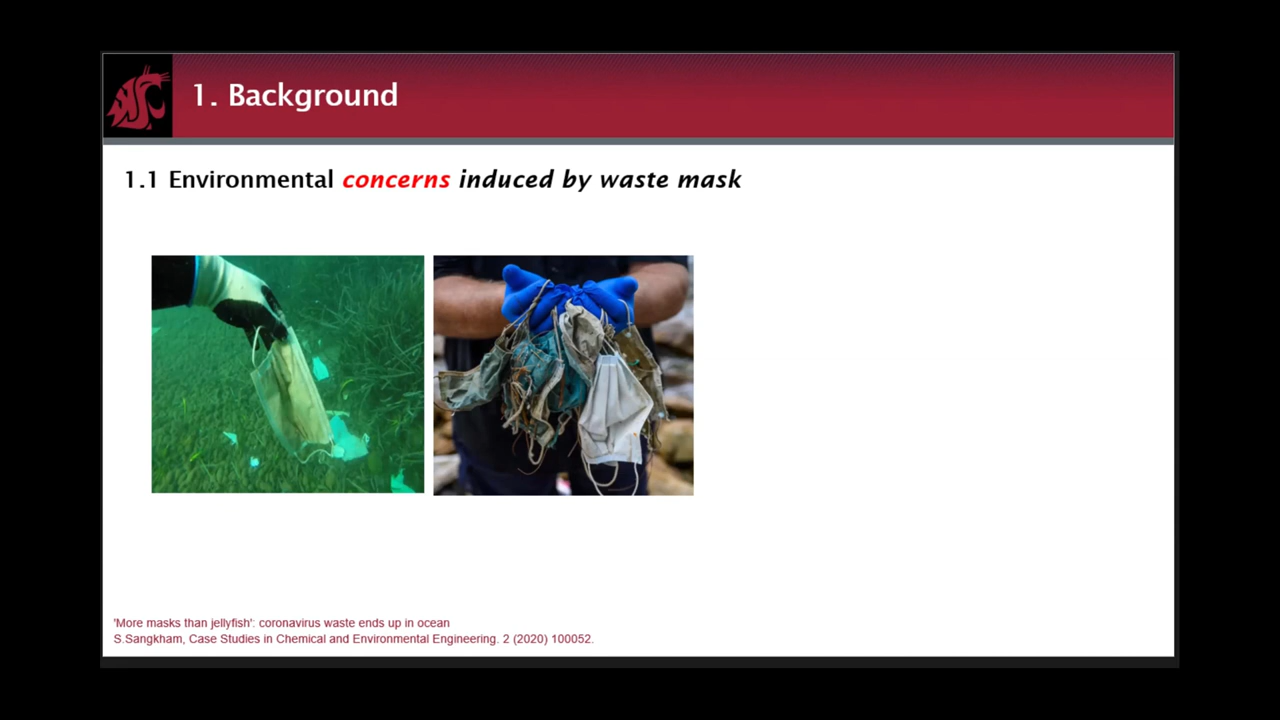 1. Background
1.1 Environmental concerns induced by waste mask
'More masks than jellyfish': coronavirus waste ends up in ocean
S.Sangkham, Case Studies in Chemical and Environmental Engineering. 2 (2020) 100052.